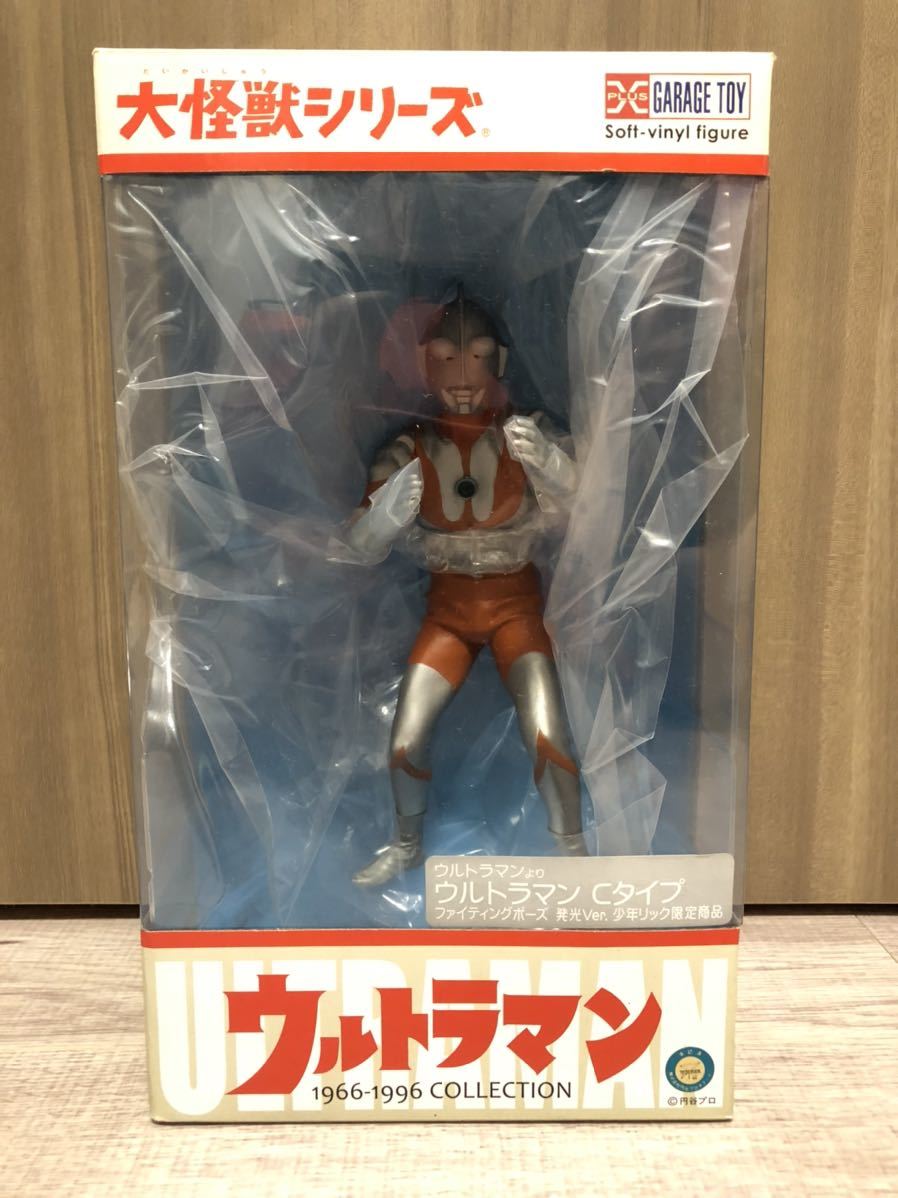 だいかいじゅう
大怪獣シリーズ®
X PLUS GARAGE TOY
Soft-vinyl figure
ウルトラマンより
ウルトラマン Cタイプ
ファイティングポーズ 発光Ver. 少年リック限定商品
ULTRAMAN
ウルトラマン
1966-1996 COLLECTION
©円谷プロ